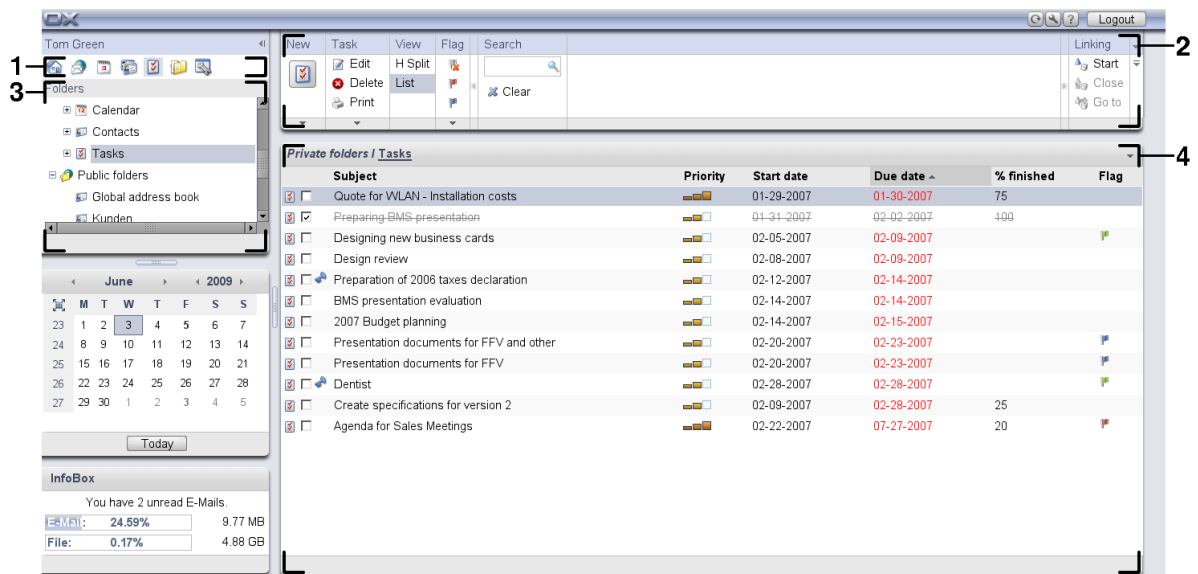 OX Logout
Tom Green
1
3
2
4
New Task View Flag Search Linking
Edit H Split Start
Delete List Clear Close
Print Go to
Folders
Calendar
Contacts
Tasks
Public folders
Global address book
Kunden
June 2009
M T W T F S S
23 1 2 3 4 5 6 7
24 8 9 10 11 12 13 14
25 15 16 17 18 19 20 21
26 22 23 24 25 26 27 28
27 29 30 1 2 3 4 5
Today
InfoBox
You have 2 unread E-Mails.
E-Mail: 24.59% 9.77 MB
File: 0.17% 4.88 GB
Private folders / Tasks
Subject Priority Start date Due date % finished Flag
Quote for WLAN - Installation costs 01-29-2007 01-30-2007 75
Preparing BMS presentation 01-31-2007 02-02-2007 100
Designing new business cards 02-05-2007 02-09-2007
Design review 02-08-2007 02-09-2007
Preparation of 2006 taxes declaration 02-12-2007 02-14-2007
BMS presentation evaluation 02-14-2007 02-14-2007
2007 Budget planning 02-14-2007 02-15-2007
Presentation documents for FFV and other 02-20-2007 02-23-2007
Presentation documents for FFV 02-20-2007 02-23-2007
Dentist 02-28-2007 02-28-2007
Create specifications for version 2 02-09-2007 02-28-2007 25
Agenda for Sales Meetings 02-22-2007 07-27-2007 20